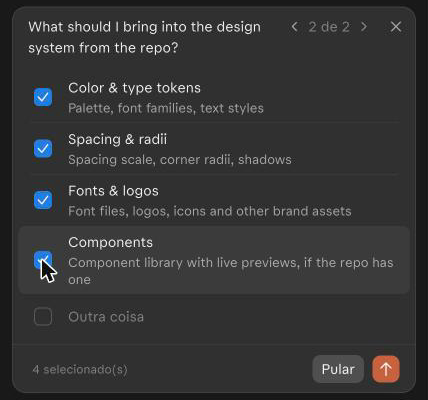 What should I bring into the design
2 de 2
system from the repo?
Color & type tokens
Palette, font families, text styles
Spacing & radii
Spacing scale, corner radii, shadows
Fonts & logos
Font files, logos, icons and other brand assets
Components
Component library with live previews, if the repo has
one
Outra coisa
4 selecionado(s)
Pular